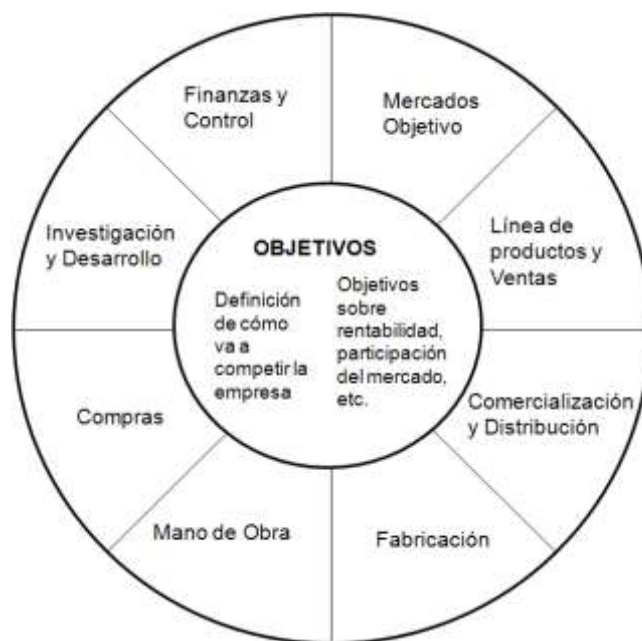 Finanzas y
Control
Mercados
Objetivo
Línea de
productos y
Ventas
Comercialización
y Distribución
Fabricación
Mano de Obra
Compras
Investigación
y Desarrollo
OBJETIVOS
Definición
de cómo
va a
competir la
empresa
Objetivos
sobre
rentabilidad,
participación
del mercado,
etc.